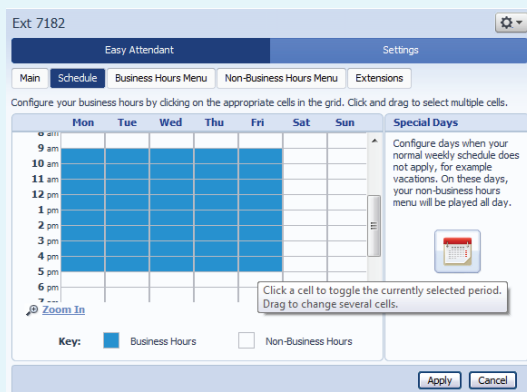 Ext 7182
Easy Attendant Settings
Main Schedule Business Hours Menu Non-Business Hours Menu Extensions
Configure your business hours by clicking on the appropriate cells in the grid. Click and drag to select multiple cells.
Mon Tue Wed Thu Fri Sat Sun
8 am
9 am
10 am
11 am
12 pm
1 pm
2 pm
3 pm
4 pm
5 pm
6 pm
7 pm
Special Days
Configure days when your
normal weekly schedule does
not apply, for example
vacations. On these days,
your non-business hours
menu will be played all day.
Click a cell to toggle the currently selected period.
Drag to change several cells.
Zoom In
Key: Business Hours Non-Business Hours
Apply Cancel